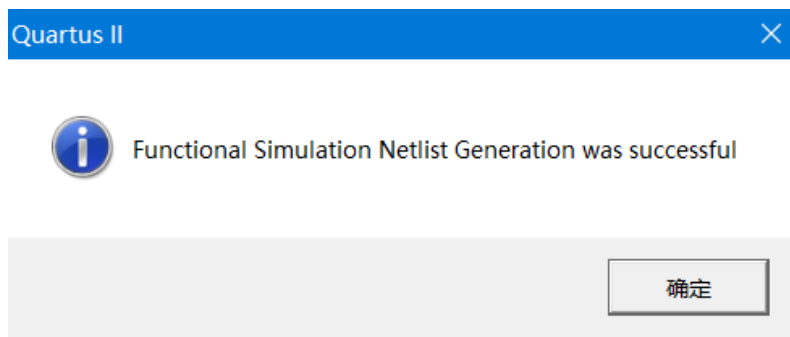 Quartus II
Functional Simulation Netlist Generation was successful
确定